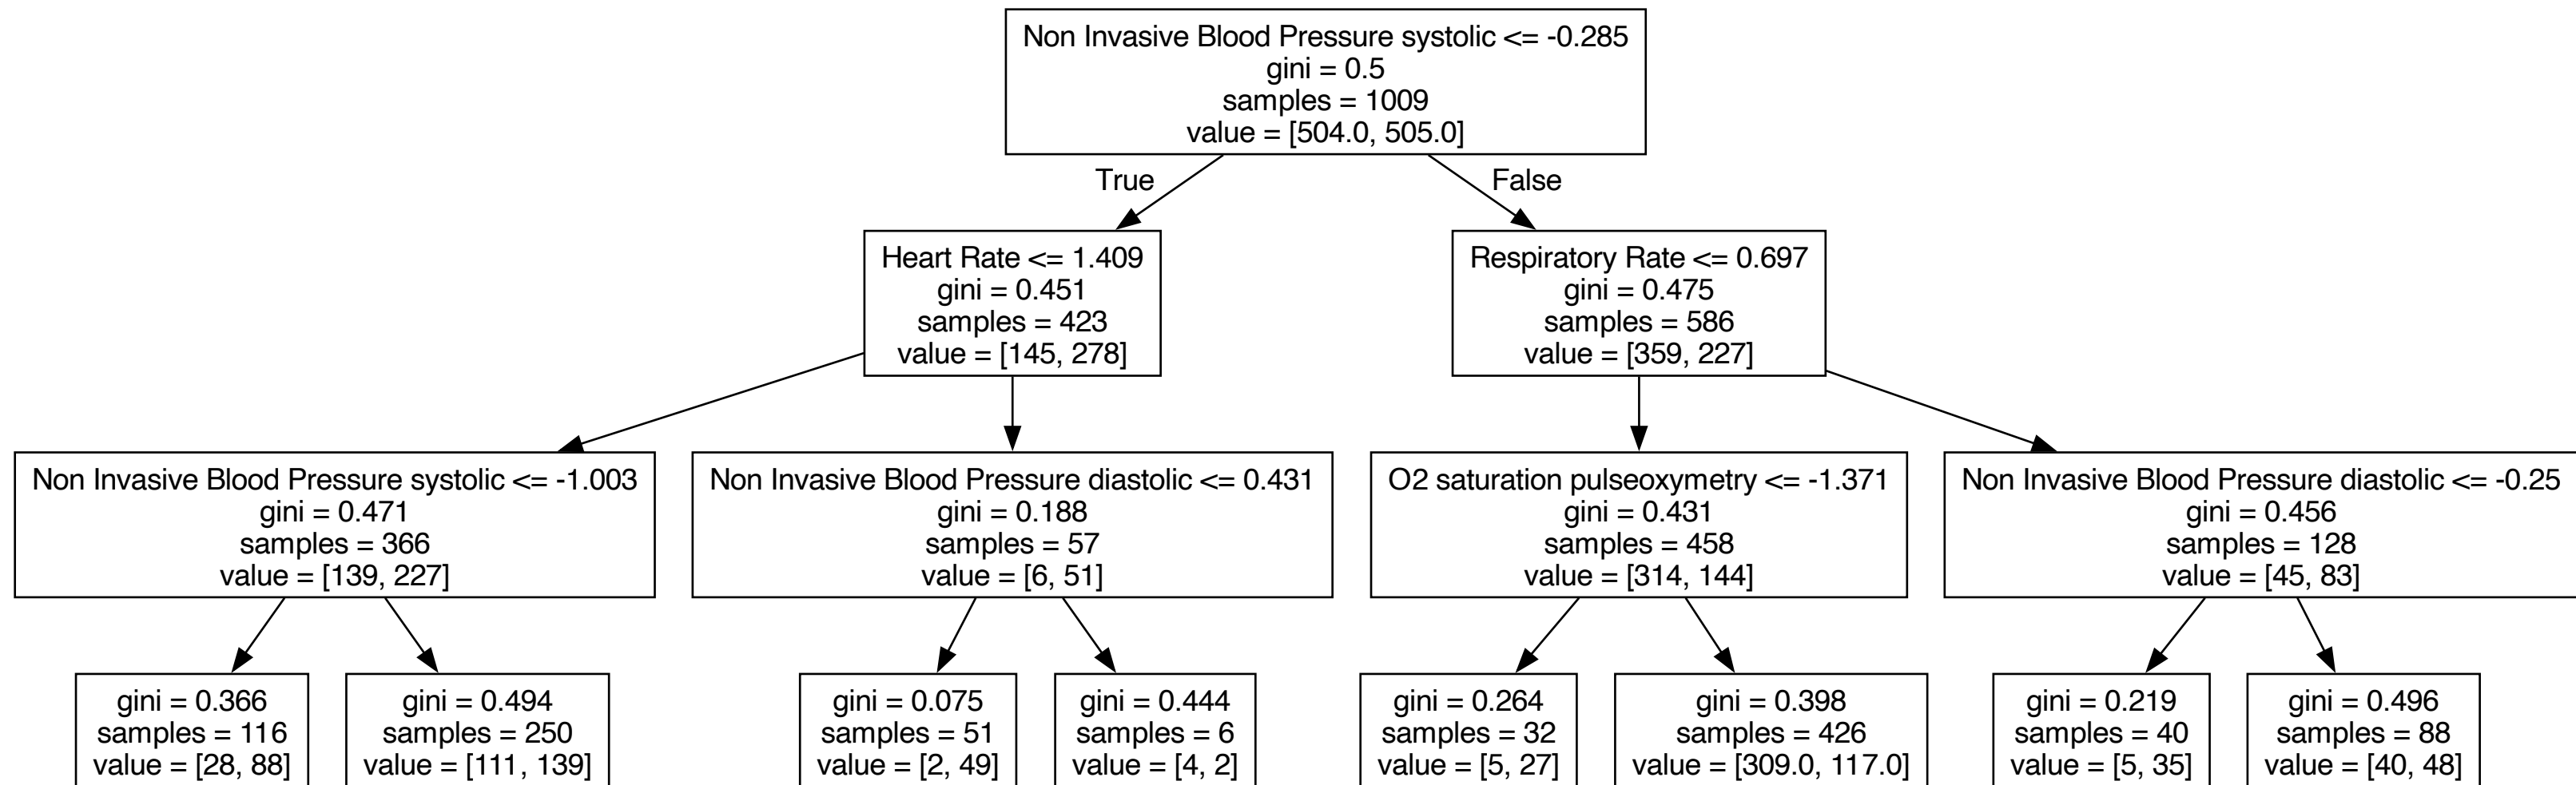 Non Invasive Blood Pressure systolic <= -0.285
gini = 0.5
samples = 1009
value = [504.0, 505.0]
True
False
Heart Rate <= 1.409
gini = 0.451
samples = 423
value = [145, 278]
Respiratory Rate <= 0.697
gini = 0.475
samples = 586
value = [359, 227]
Non Invasive Blood Pressure systolic <= -1.003
gini = 0.471
samples = 366
value = [139, 227]
Non Invasive Blood Pressure diastolic <= 0.431
gini = 0.188
samples = 57
value = [6, 51]
O2 saturation pulseoxymetry <= -1.371
gini = 0.431
samples = 458
value = [314, 144]
Non Invasive Blood Pressure diastolic <= -0.25
gini = 0.456
samples = 128
value = [45, 83]
gini = 0.366
samples = 116
value = [28, 88]
gini = 0.494
samples = 250
value = [111, 139]
gini = 0.075
samples = 51
value = [2, 49]
gini = 0.444
samples = 6
value = [4, 2]
gini = 0.264
samples = 32
value = [5, 27]
gini = 0.398
samples = 426
value = [309.0, 117.0]
gini = 0.219
samples = 40
value = [5, 35]
gini = 0.496
samples = 88
value = [40, 48]